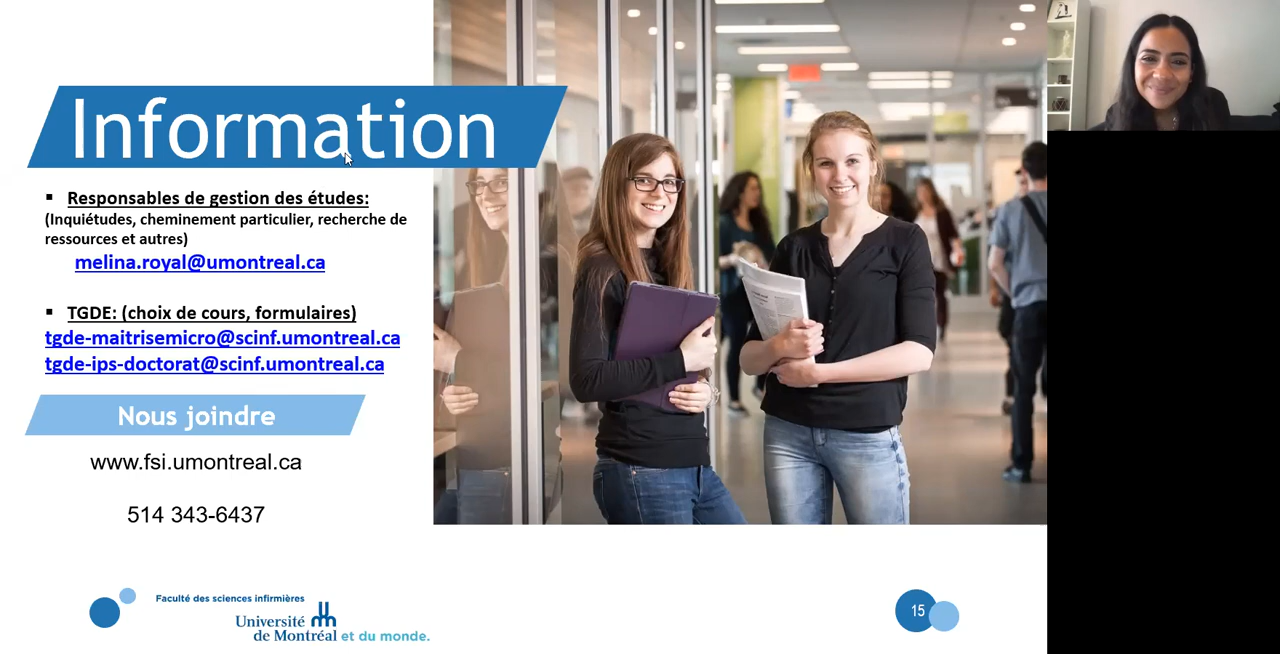 Information
▪ Responsables de gestion des études:
(Inquiétudes, cheminement particulier, recherche de
ressources et autres)
melina.royal@umontreal.ca
▪ TGDE: (choix de cours, formulaires)
tgde-maitrisemicro@scinf.umontreal.ca
tgde-ips-doctorat@scinf.umontreal.ca
Nous joindre
www.fsi.umontreal.ca
514 343-6437
Faculté des sciences infirmières
Université
de Montréal et du monde.
15